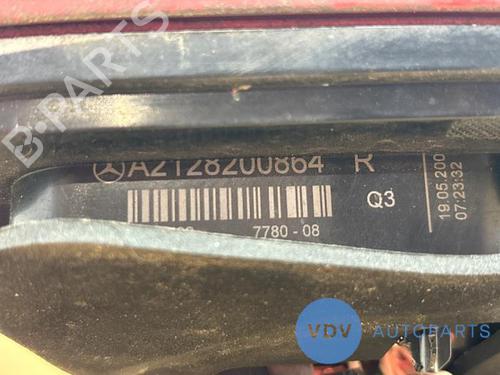 B-PARTS
A2128200864 R
Q3
7780 - 08
19.05.200
07:23:32
VDV AUTOPARTS